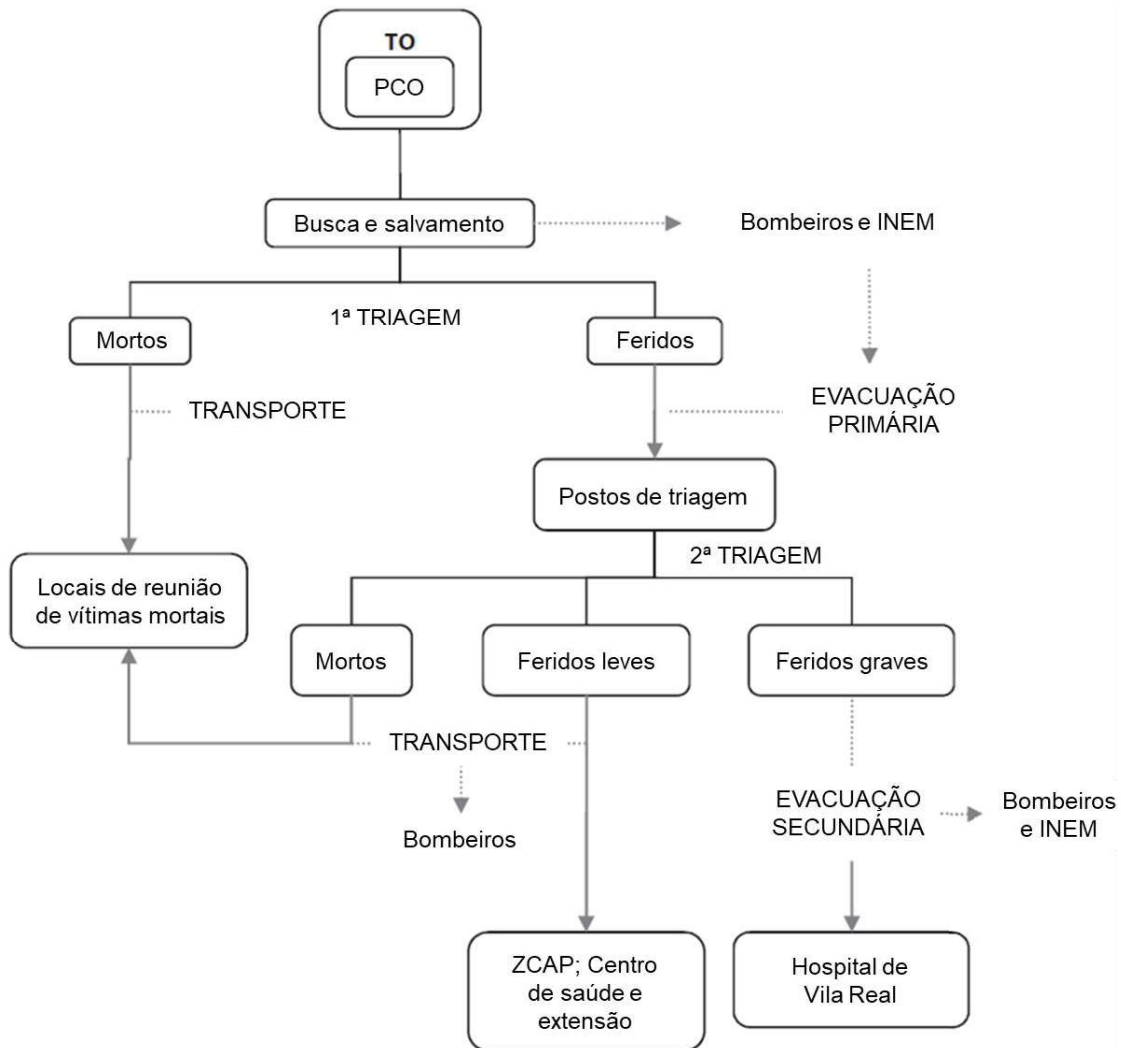 TO
PCO
Busca e salvamento
Bombeiros e INEM
1ª TRIAGEM
Mortos
Feridos
TRANSPORTE
EVACUAÇÃO
PRIMÁRIA
Postos de triagem
2ª TRIAGEM
Locais de reunião
de vítimas mortais
Mortos
Feridos leves
Feridos graves
TRANSPORTE
Bombeiros
EVACUAÇÃO
SECUNDÁRIA
Bombeiros
e INEM
ZCAP; Centro
de saúde e
extensão
Hospital de
Vila Real